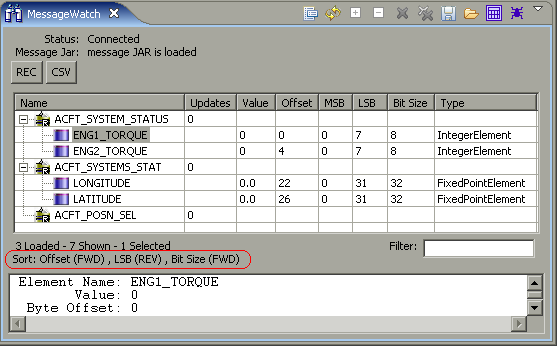 MessageWatch
Status: Connected
Message Jar: message JAR is loaded
REC CSV
Name Updates Value Offset MSB LSB Bit Size Type
ACFT_SYSTEM_STATUS 0
ENG1_TORQUE 0 0 0 7 8 IntegerElement
ENG2_TORQUE 0 4 0 7 8 IntegerElement
ACFT_SYSTEMS_STAT 0
LONGITUDE 0.0 22 0 31 32 FixedPointElement
LATITUDE 0.0 26 0 31 32 FixedPointElement
ACFT_POSN_SEL 0
3 Loaded - 7 Shown - 1 Selected Filter:
Sort: Offset (FWD) , LSB (REV) , Bit Size (FWD)
Element Name: ENG1_TORQUE
Value: 0
Byte Offset: 0